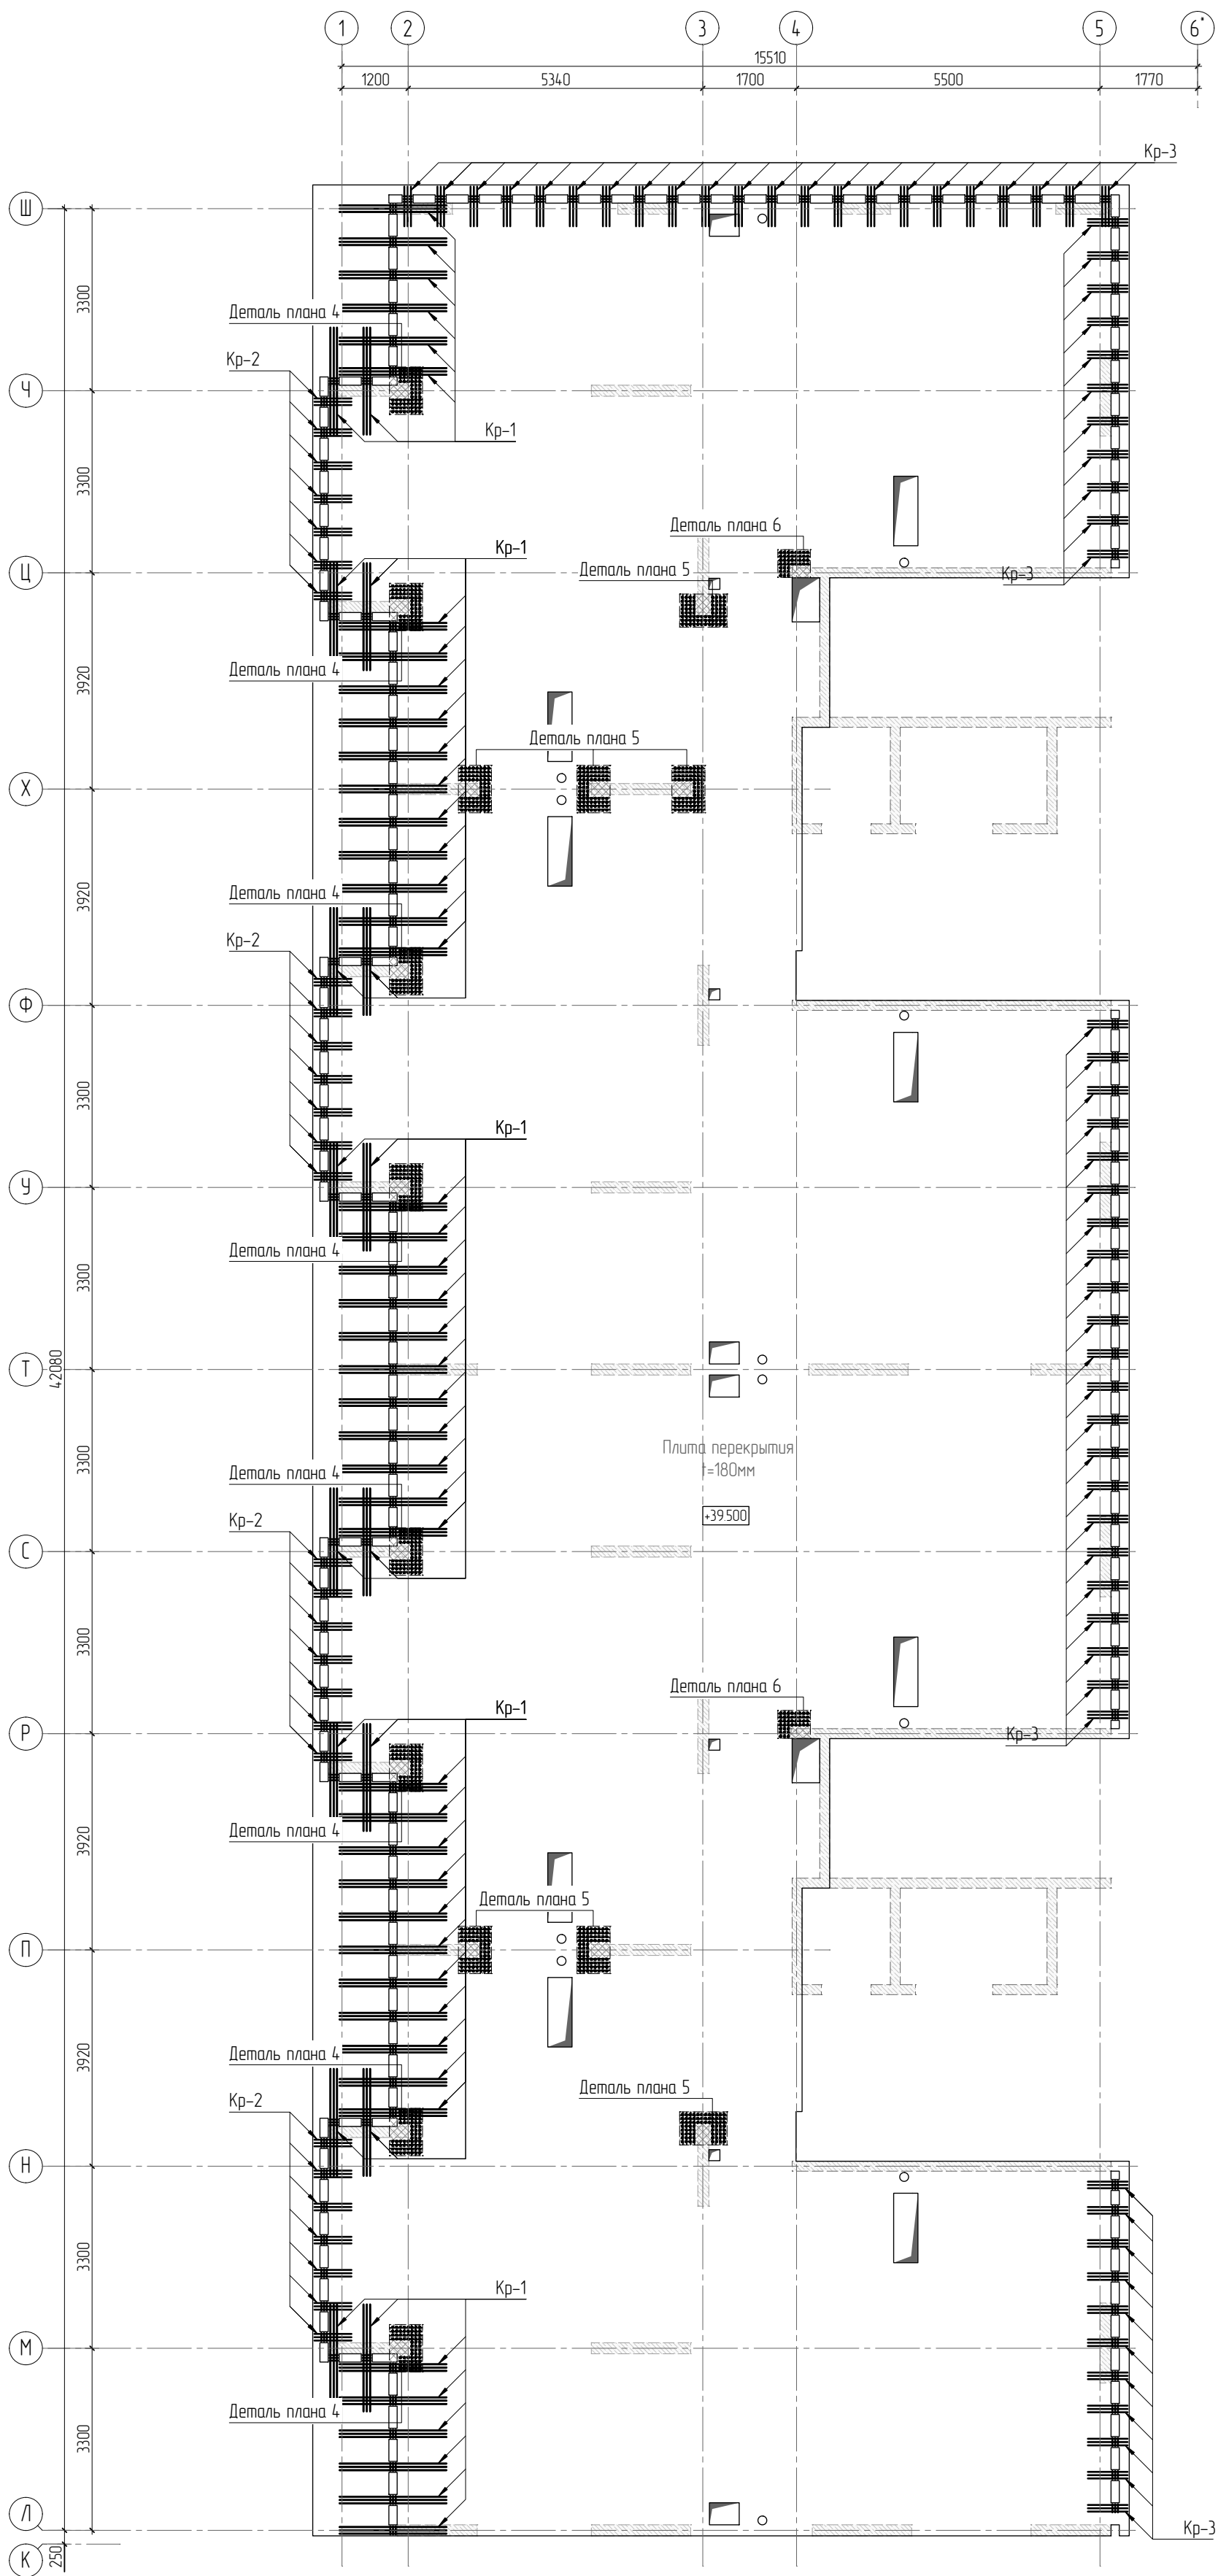 1
2
3
4
5
6*
15510
1200
5340
1700
5500
1770
Кр-3
Ш
3300
Деталь плана 4
Кр-2
Ч
Кр-1
3300
Деталь плана 6
Кр-1
Деталь плана 5
Ц
Кр-3
Деталь плана 4
3920
Деталь плана 5
Х
Деталь плана 4
3920
Кр-2
Ф
3300
Кр-1
У
Деталь плана 4
3300
Т
42080
Плита перекрытия
t=180мм
3300
Деталь плана 4
+39.500
Кр-2
С
3300
Деталь плана 6
Кр-1
Р
Кр-3
Деталь плана 4
3920
Деталь плана 5
П
Деталь плана 4
3920
Деталь плана 5
Кр-2
Н
3300
Кр-1
М
Деталь плана 4
3300
Л
Кр-3
К
250